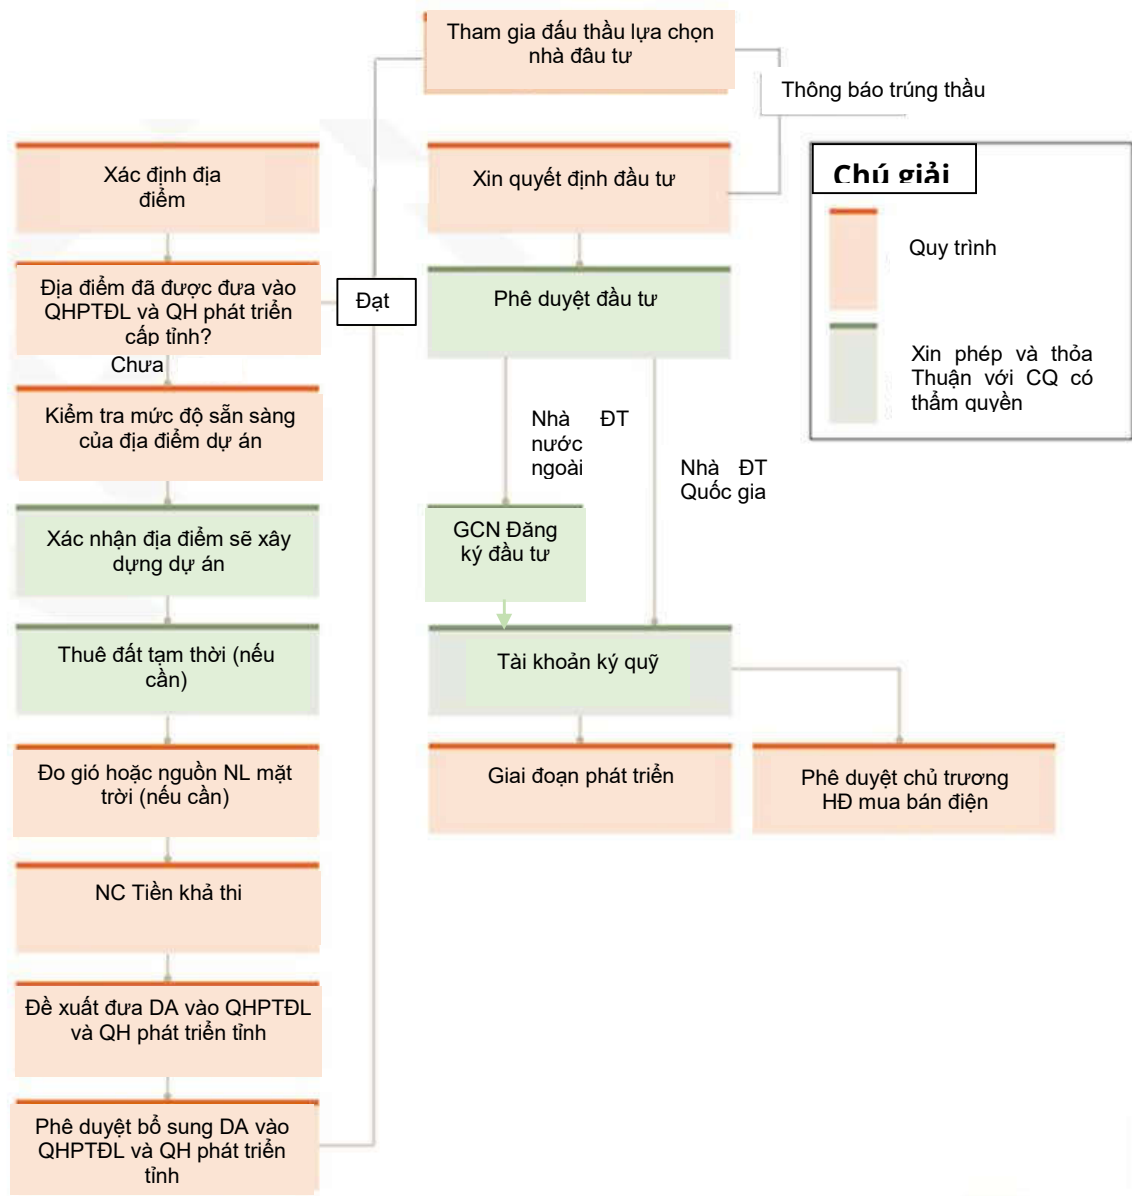 Tham gia đấu thầu lựa chọn
nhà đâu tư
Thông báo trúng thầu
Xác định địa
điểm
Địa điểm đã được đưa vào
QHPTĐL và QH phát triển
cấp tỉnh?
Đạt
Chưa
Kiểm tra mức độ sẵn sàng
của địa điểm dự án
Xác nhận địa điểm sẽ xây
dựng dự án
Thuê đất tạm thời (nếu
cần)
Đo gió hoặc nguồn NL mặt
trời (nếu cần)
NC Tiền khả thi
Đề xuất đưa DA vào QHPTĐL
và QH phát triển tỉnh
Phê duyệt bổ sung DA vào
QHPTĐL và QH phát triển
tỉnh
Xin quyết định đầu tư
Phê duyệt đầu tư
Nhà ĐT
nước
ngoài
Nhà ĐT
Quốc gia
GCN Đăng
ký đầu tư
Tài khoản ký quỹ
Giai đoạn phát triển
Phê duyệt chủ trương
HĐ mua bán điện
Chú giải
Quy trình
Xin phép và thỏa
Thuận với CQ có
thẩm quyền